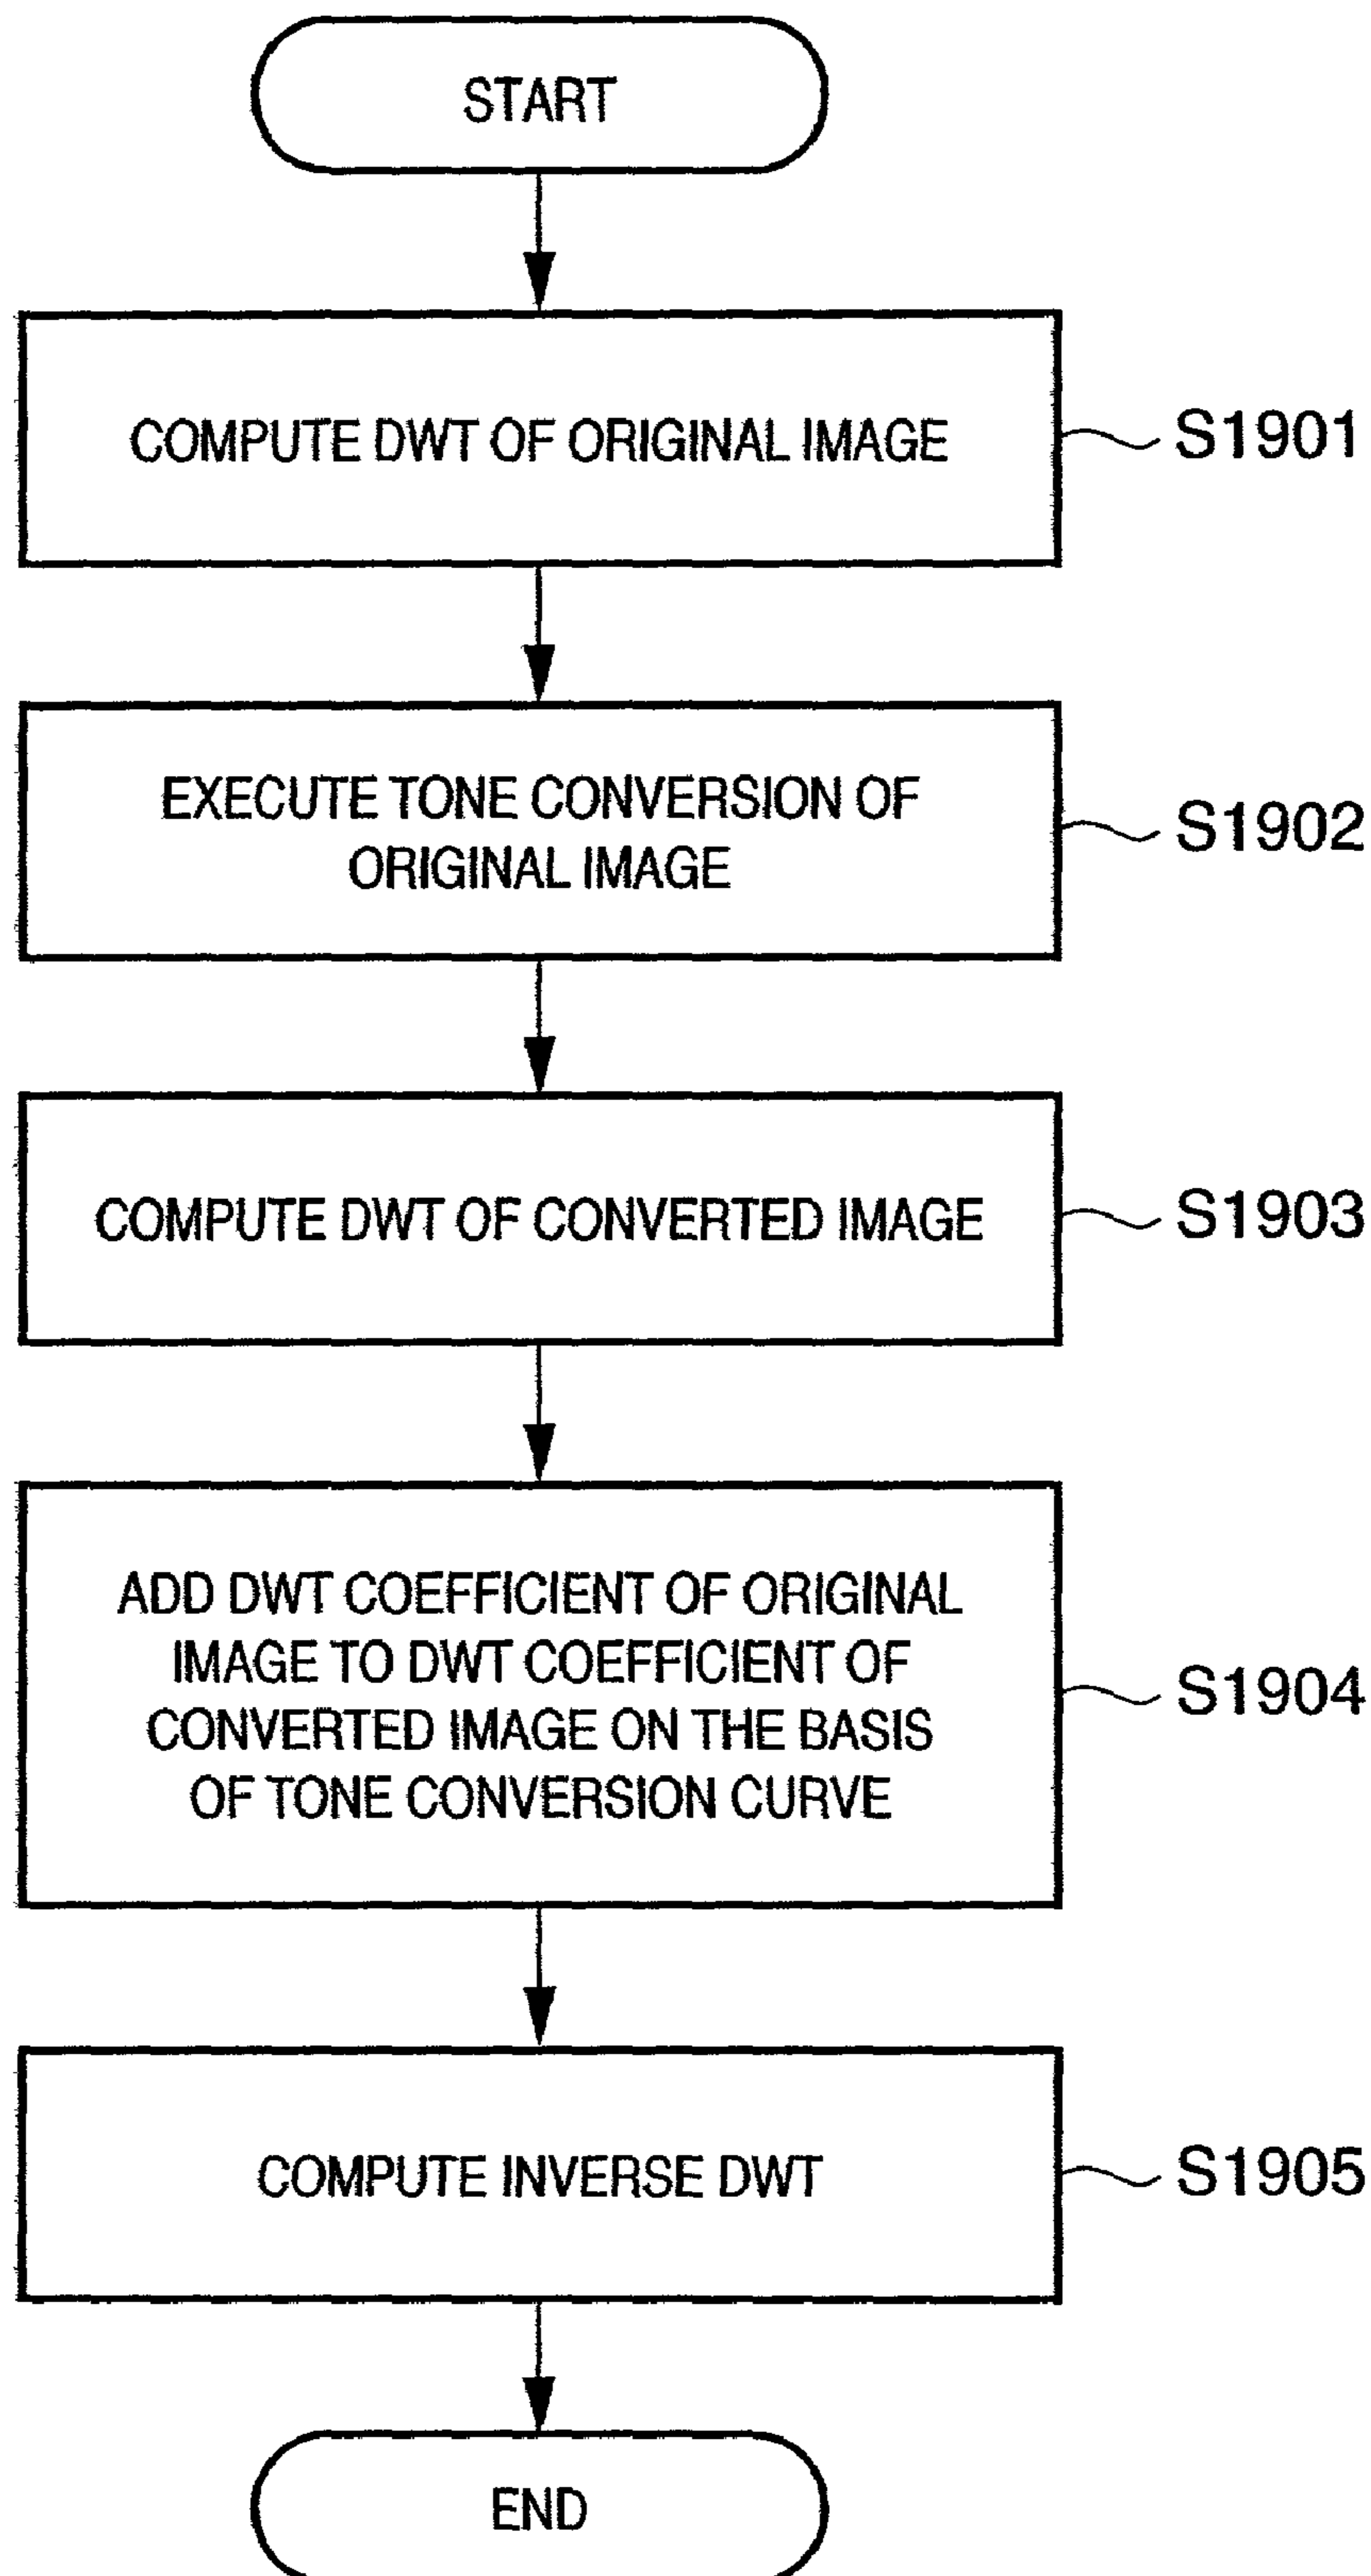 START
COMPUTE DWT OF ORIGINAL IMAGE
S1901
EXECUTE TONE CONVERSION OF
ORIGINAL IMAGE
S1902
COMPUTE DWT OF CONVERTED IMAGE
S1903
ADD DWT COEFFICIENT OF ORIGINAL
IMAGE TO DWT COEFFICIENT OF
CONVERTED IMAGE ON THE BASIS
OF TONE CONVERSION CURVE
S1904
COMPUTE INVERSE DWT
S1905
END